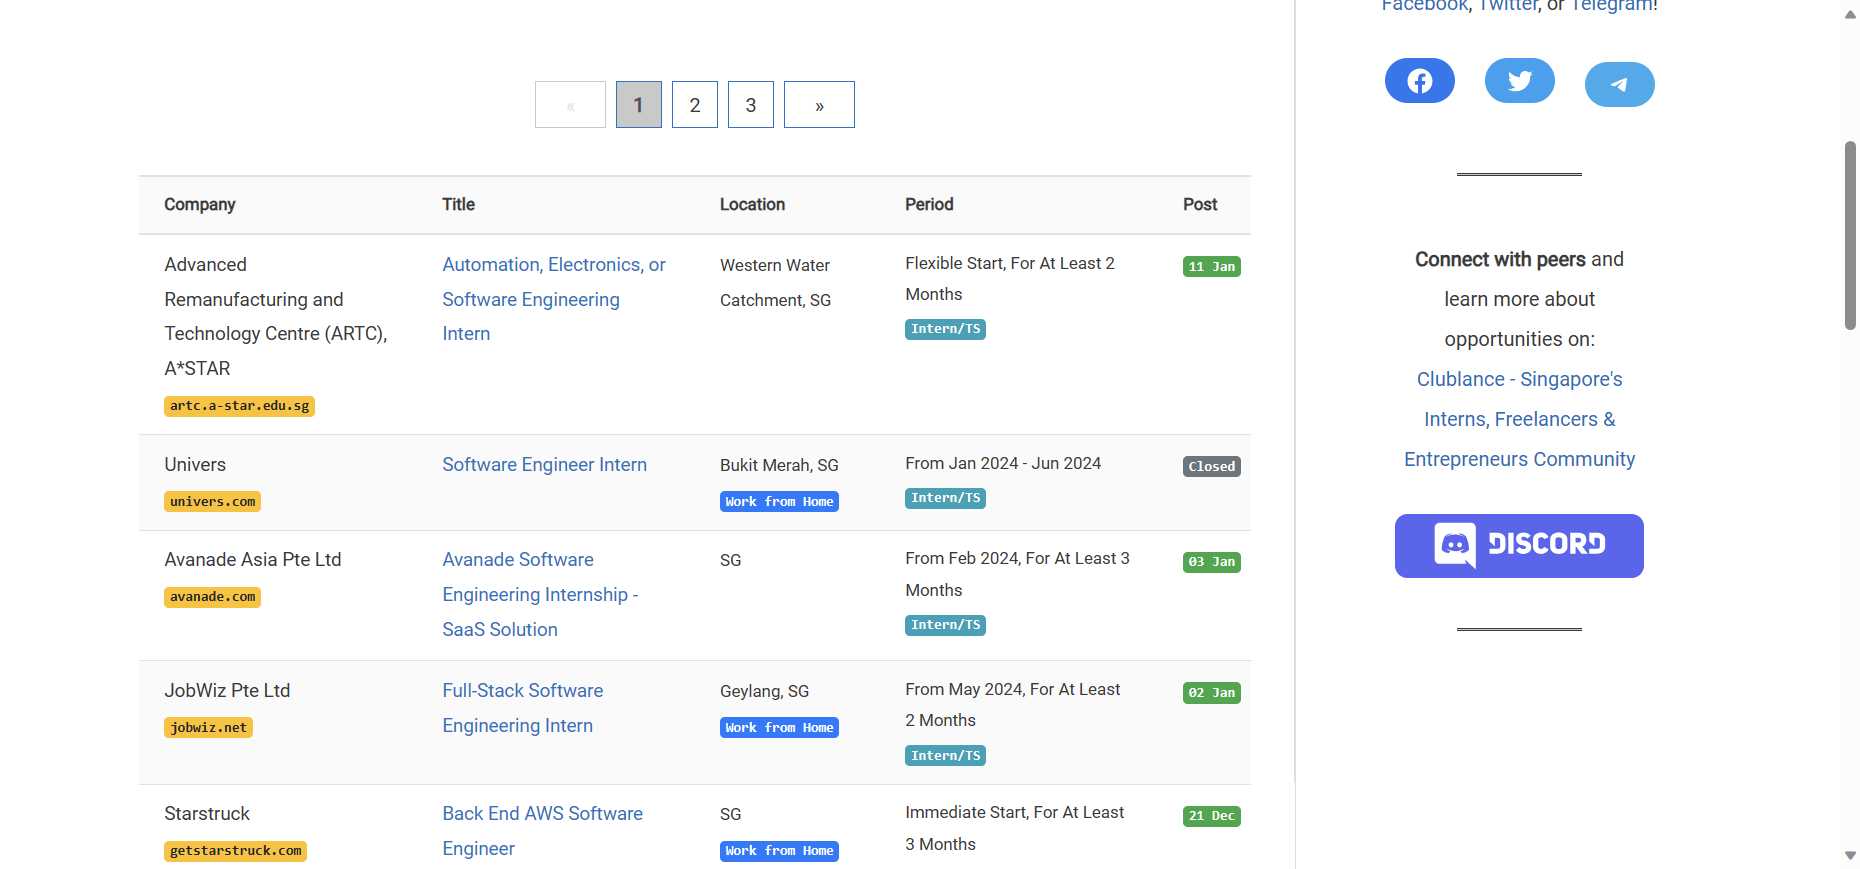 Facebook, Twitter, or Telegram!
« 1 2 3 »
Company Title Location Period Post
Advanced
Remanufacturing and
Technology Centre (ARTC),
A*STAR
artc.a-star.edu.sg
Automation, Electronics, or
Software Engineering
Intern
Western Water
Catchment, SG
Flexible Start, For At Least 2
Months
Intern/TS
11 Jan
Univers
univers.com
Software Engineer Intern
Bukit Merah, SG
Work from Home
From Jan 2024 - Jun 2024
Intern/TS
Closed
Avanade Asia Pte Ltd
avanade.com
Avanade Software
Engineering Internship -
SaaS Solution
SG
From Feb 2024, For At Least 3
Months
Intern/TS
03 Jan
JobWiz Pte Ltd
jobwiz.net
Full-Stack Software
Engineering Intern
Geylang, SG
Work from Home
From May 2024, For At Least
2 Months
Intern/TS
02 Jan
Starstruck
getstarstruck.com
Back End AWS Software
Engineer
SG
Work from Home
Immediate Start, For At Least
3 Months
21 Dec
Connect with peers and
learn more about
opportunities on:
Clublance - Singapore's
Interns, Freelancers &
Entrepreneurs Community
DISCORD